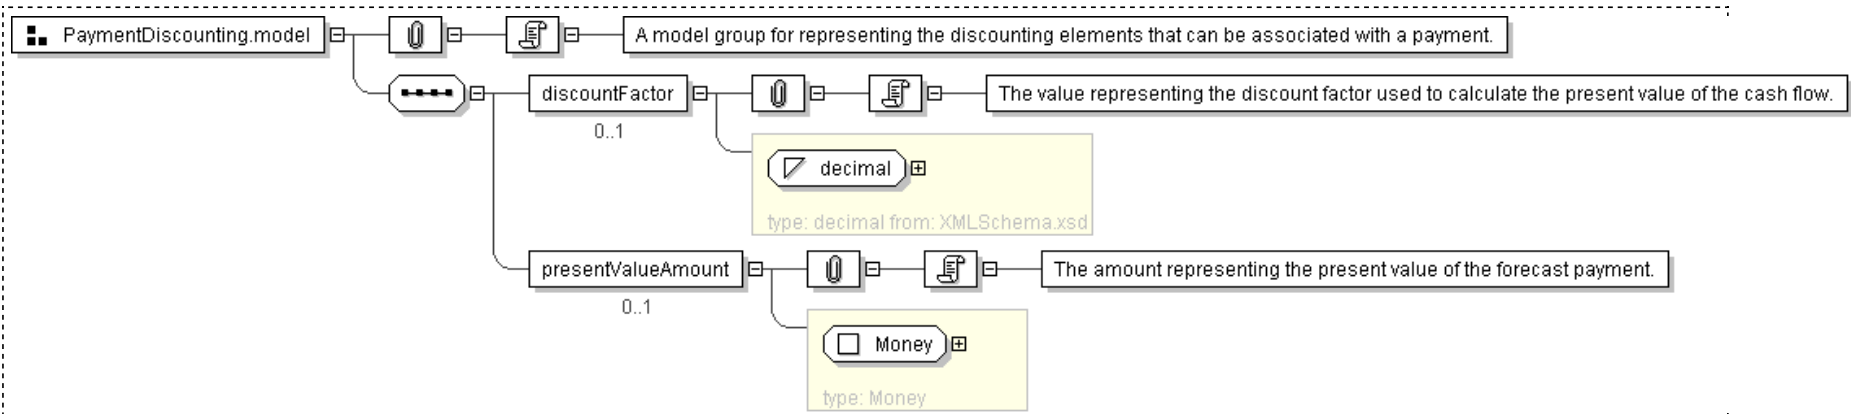 PaymentDiscounting.model
A model group for representing the discounting elements that can be associated with a payment.
discountFactor
The value representing the discount factor used to calculate the present value of the cash flow.
0..1
decimal
type: decimal from: XMLSchema.xsd
presentValueAmount
The amount representing the present value of the forecast payment.
0..1
Money
type: Money